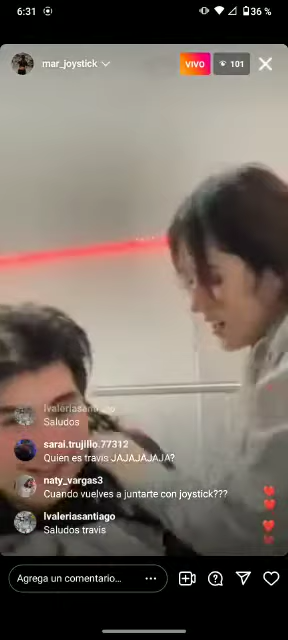 6:31
36 %
mar_joystick
VIVO
101
Saludos
sarai.trujillo.77312
Quien es travis JAJAJAJAJA?
naty_vargas3
Cuando vuelves a juntarte con joystick???
lvaleriasantiago
Saludos travis
Agrega un comentario...